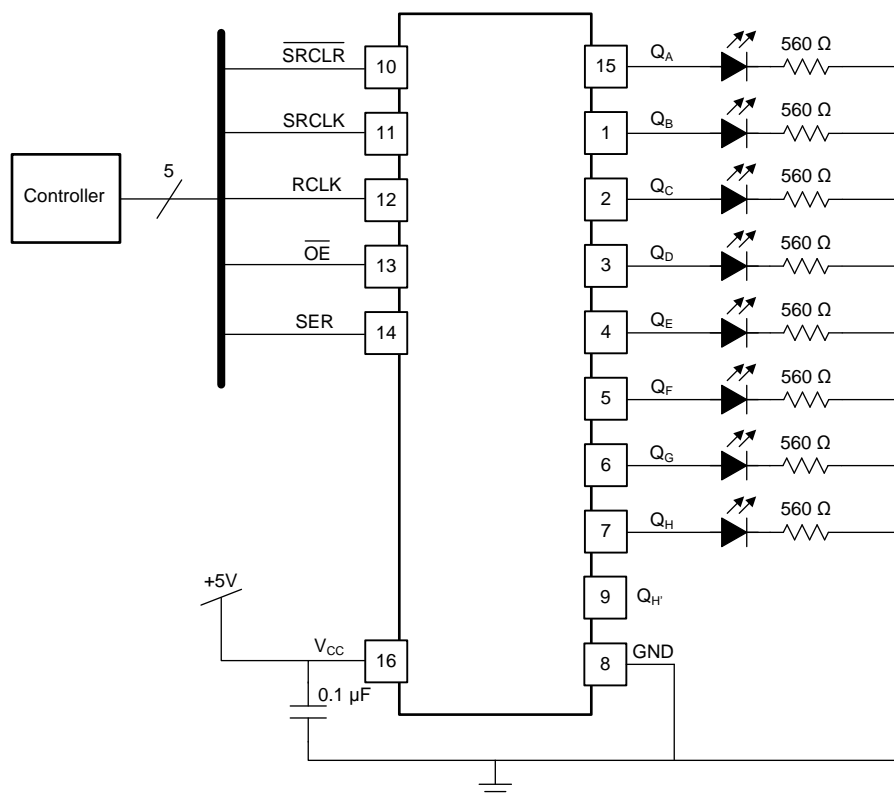 SRCLR
10
15
QA
560 Ω
SRCLK
11
1
QB
560 Ω
Controller
5
RCLK
12
2
QC
560 Ω
OE
13
3
QD
560 Ω
SER
14
4
QE
560 Ω
5
QF
560 Ω
6
QG
560 Ω
7
QH
560 Ω
+5V
9
QH'
VCC
16
8
GND
0.1 µF